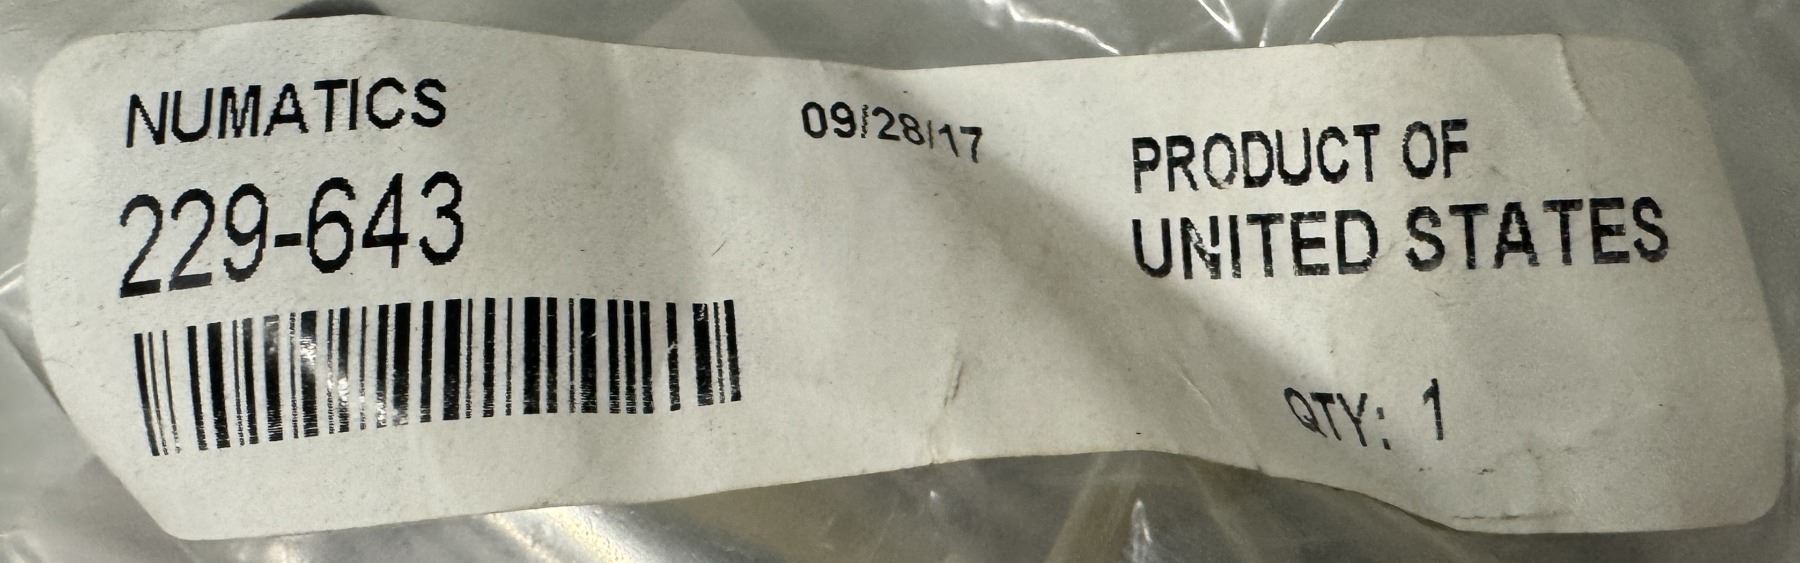 NUMATICS
229-643
09/28/17
PRODUCT OF
UNITED STATES
QTY: 1